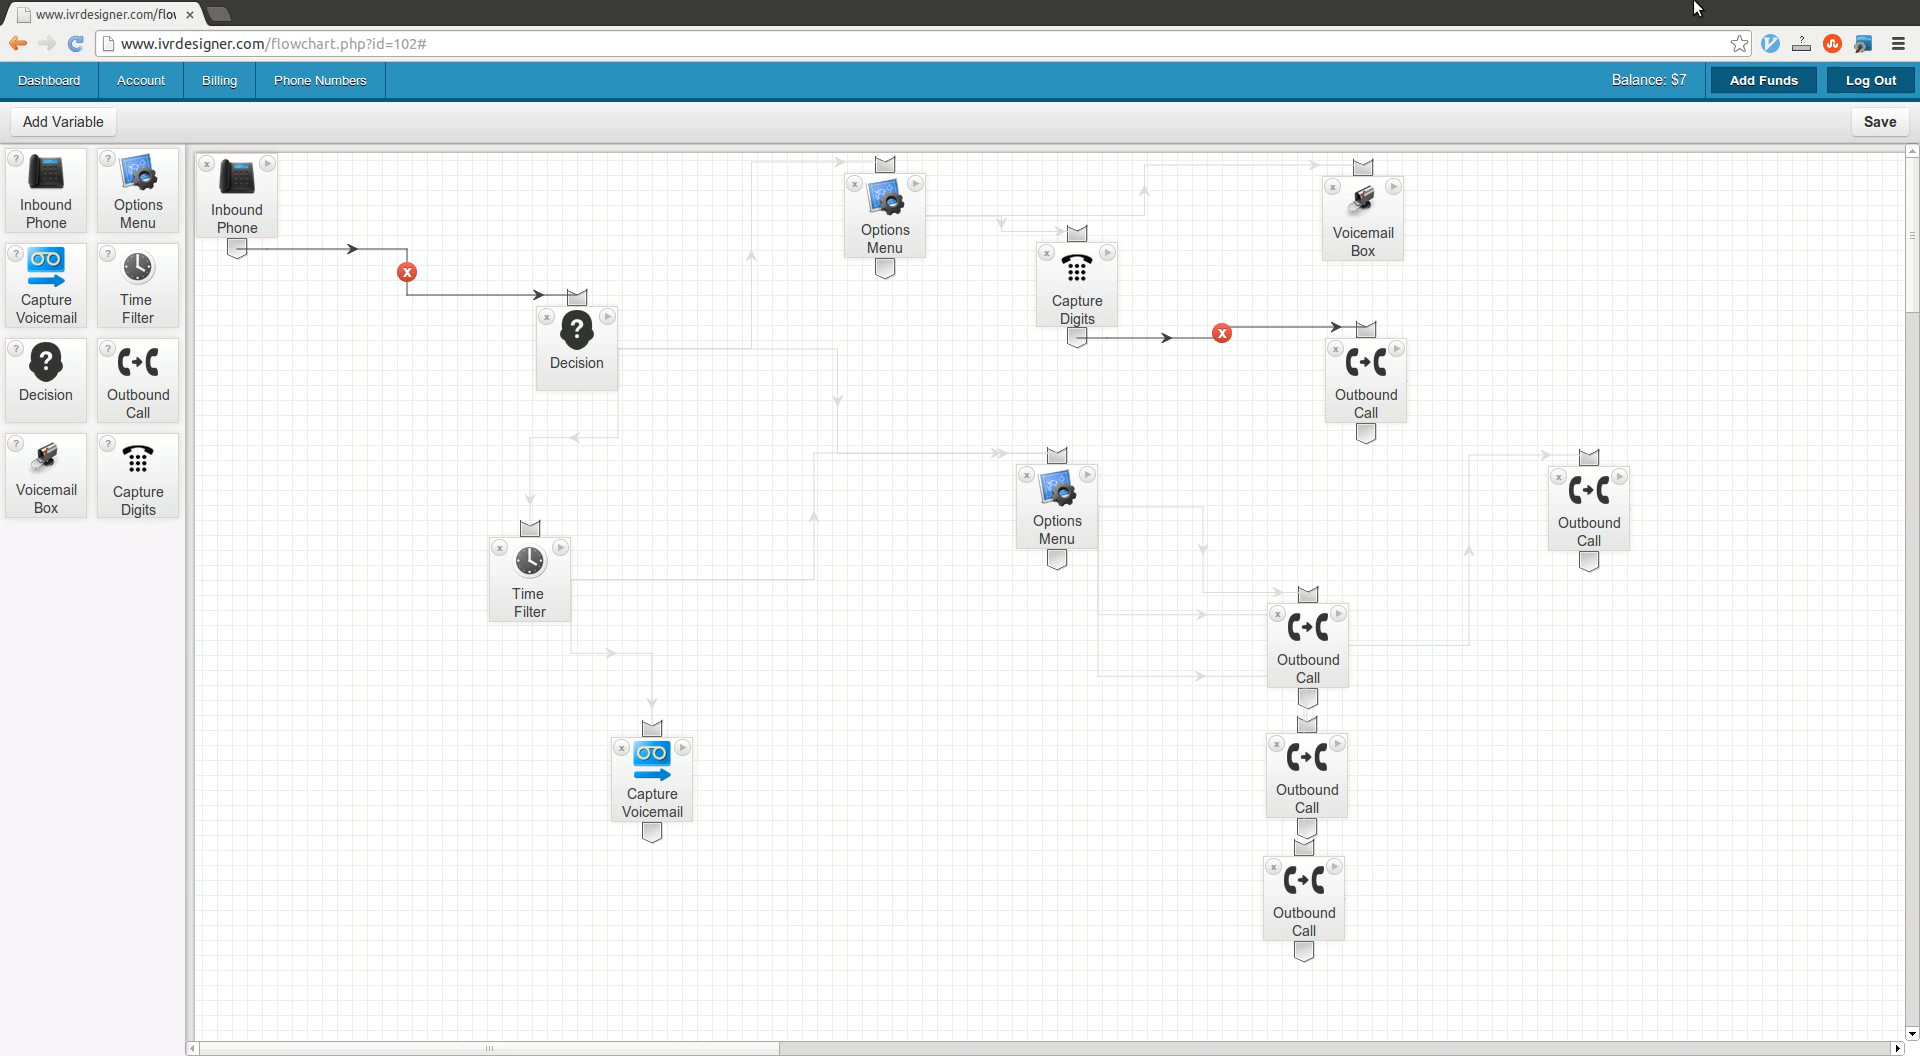 www.ivrdesigner.com/flow
www.ivrdesigner.com/flowchart.php?id=102#
Dashboard
Account
Billing
Phone Numbers
Balance: $7
Add Funds
Log Out
Add Variable
Save
Inbound
Phone
Options
Menu
Capture
Voicemail
Time
Filter
Decision
Outbound
Call
Voicemail
Box
Capture
Digits
Inbound
Phone
Options
Menu
Voicemail
Box
Capture
Digits
Decision
Outbound
Call
Options
Menu
Outbound
Call
Time
Filter
Outbound
Call
Capture
Voicemail
Outbound
Call
Outbound
Call